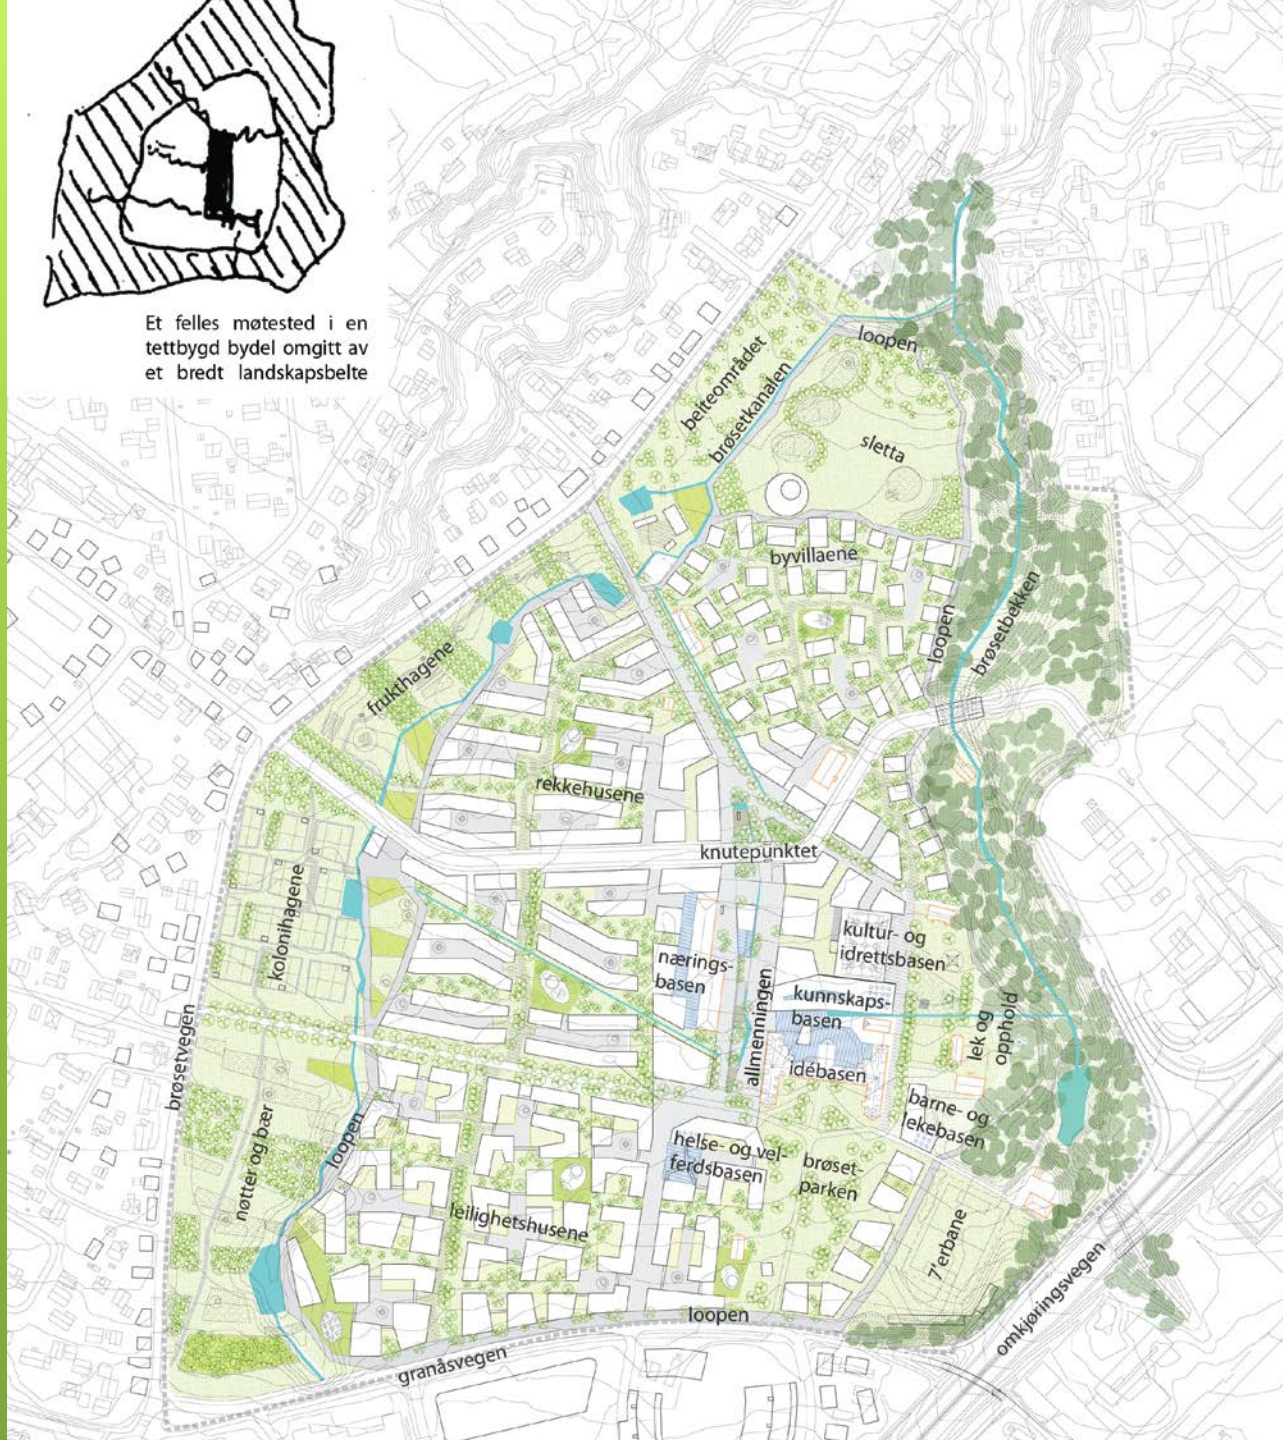 Et felles møtested i en
tettbygd bydel omgitt av
et bredt landskapsbelte
loopen
beiteområdet
brøsetkanalen
sletta
byvillaene
loopen
brøsetbekken
frukthagene
rekkehusene
knutepunktet
kolonihagene
kultur- og
idrettsbasen
nærings-
basen
kunnskaps-
basen
allmenningen
lek og
opphold
idébasen
brøsetvegen
barne- og
lekebasen
nøtter og bær
loopen
helse- og vel-
ferdsbasen
brøset-
parken
leilighetshusene
7'erbane
omkjøringsvegen
loopen
granåsvegen